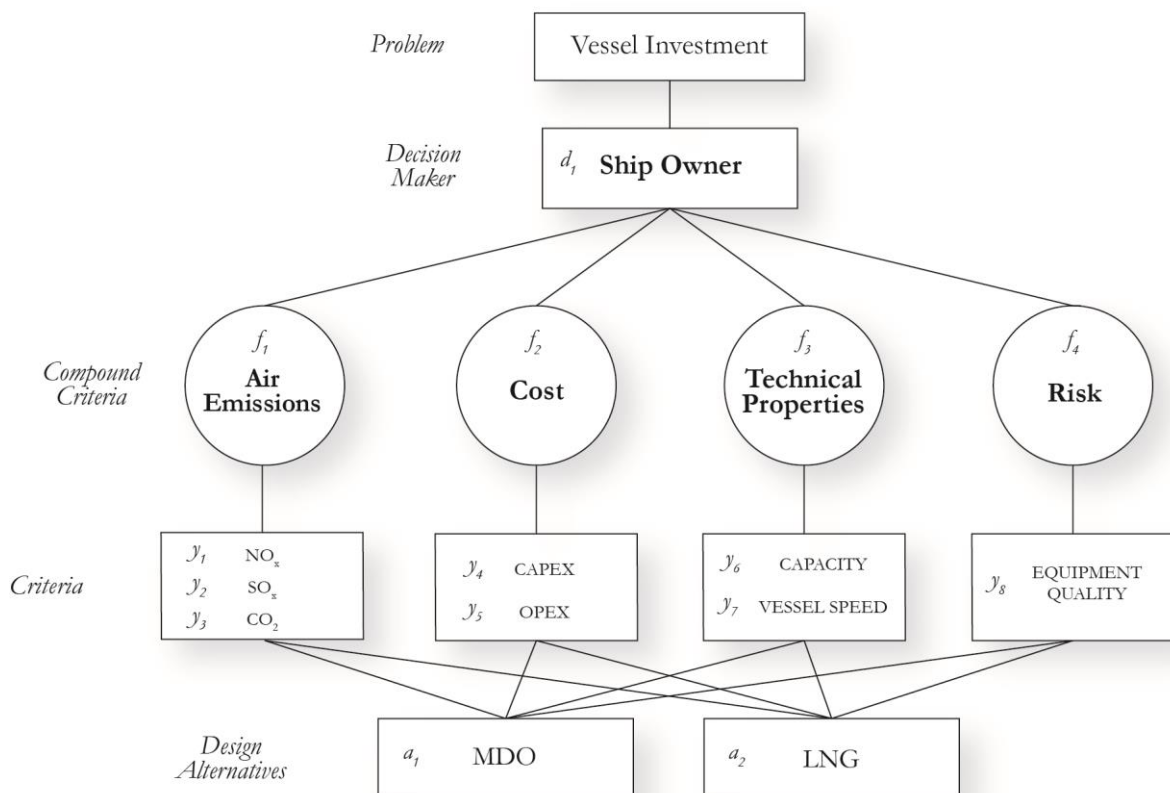 Problem
Vessel Investment
Decision
Maker
d₁ Ship Owner
Compound
Criteria
f₁
Air
Emissions
f₂
Cost
f₃
Technical
Properties
f₄
Risk
Criteria
y₁ NOₓ
y₂ SOₓ
y₃ CO₂
y₄ CAPEX
y₅ OPEX
y₆ CAPACITY
y₇ VESSEL SPEED
y₈ EQUIPMENT
QUALITY
Design
Alternatives
a₁ MDO
a₂ LNG